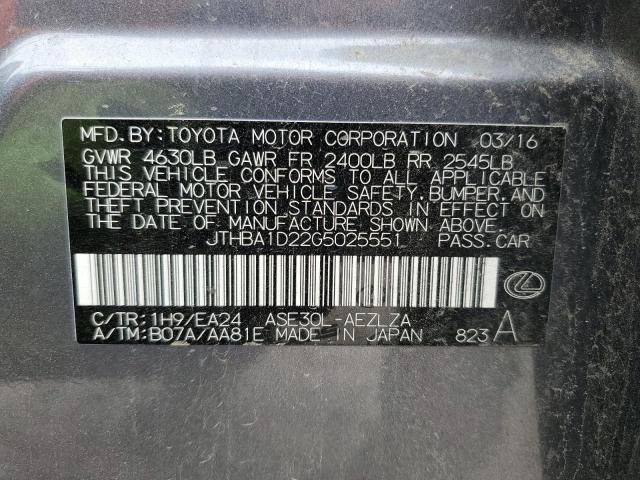 MFD. BY: TOYOTA MOTOR CORPORATION 03/16
GVWR 4630LB GAWR FR 2400LB RR 2545LB
THIS VEHICLE CONFORMS TO ALL APPLICABLE
FEDERAL MOTOR VEHICLE SAFETY, BUMPER, AND
THEFT PREVENTION STANDARDS IN EFFECT ON
THE DATE OF MANUFACTURE SHOWN ABOVE.
JTHBA1D22G5025551 PASS. CAR
C/TR: 1H9/EA24 ASE30L-AEZLZA
A/TM: B07A/AA81E MADE IN JAPAN 823 A